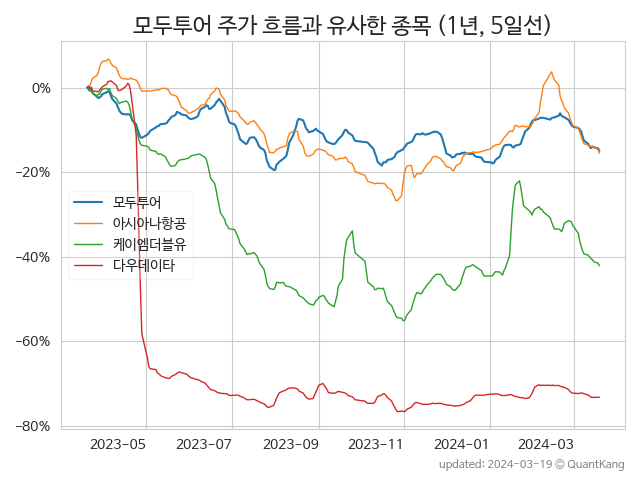 모두투어 주가 흐름과 유사한 종목 (1년, 5일선)
0%
−20%
−40%
−60%
−80%
모두투어
아시아나항공
케이엠더블유
다우데이타
2023-05
2023-07
2023-09
2023-11
2024-01
2024-03
updated: 2024-03-19 © QuantKang